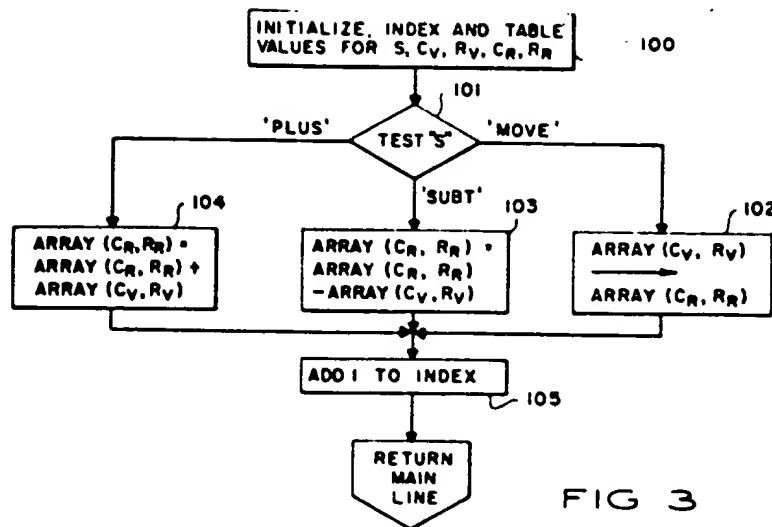 INITIALIZE, INDEX AND TABLE
VALUES FOR S, CV, RV, CR, RR
100
101
'PLUS'
TEST "S"
'MOVE'
'SUBT'
104
ARRAY (CR, RR) =
ARRAY (CR, RR) +
ARRAY (CV, RV)
103
ARRAY (CR, RR) =
ARRAY (CR, RR)
- ARRAY (CV, RV)
102
ARRAY (CV, RV)
ARRAY (CR, RR)
ADD 1 TO INDEX
105
RETURN
MAIN
LINE
FIG 3